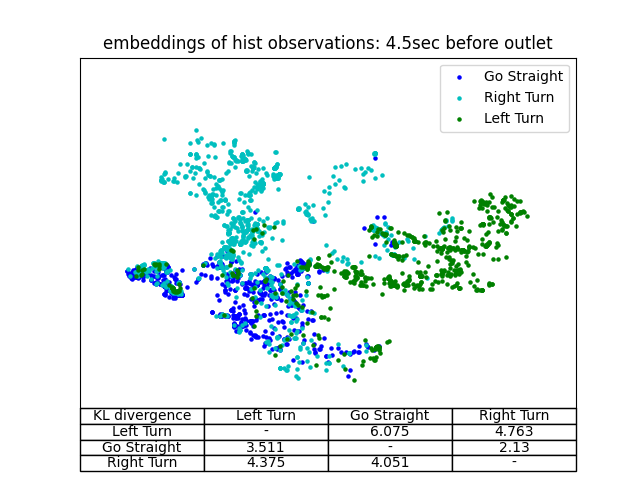 embeddings of hist observations: 4.5sec before outlet
Go Straight
Right Turn
Left Turn
KL divergence Left Turn Go Straight Right Turn
Left Turn - 6.075 4.763
Go Straight 3.511 - 2.13
Right Turn 4.375 4.051 -